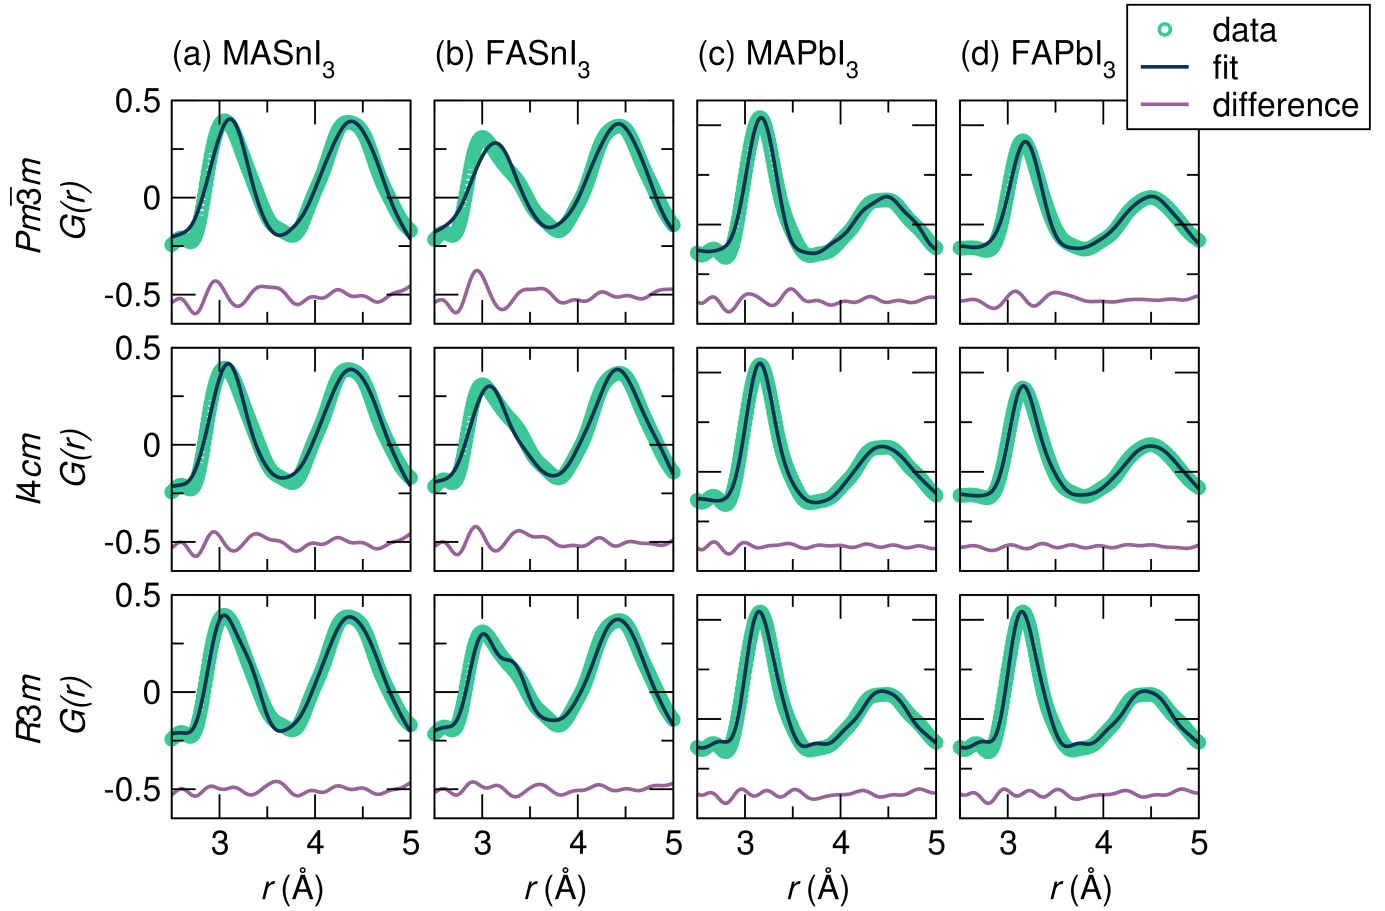 (a) MASnI3 (b) FASnI3 (c) MAPbI3 (d) FAPbI3
data
fit
difference
Pm3̅m
G(r)
0.5
0
-0.5
I4cm
G(r)
0.5
0
-0.5
R3m
G(r)
0.5
0
-0.5
3 4 5 3 4 5 3 4 5 3 4 5
r (Å) r (Å) r (Å) r (Å)